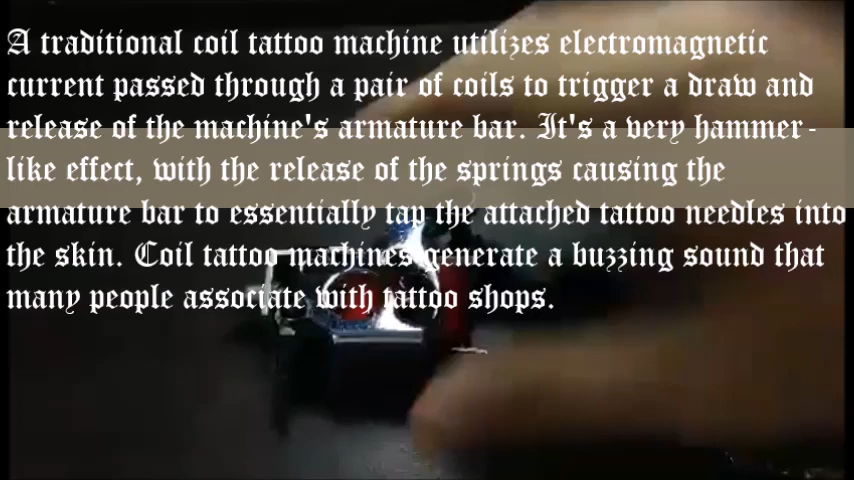 A traditional coil tattoo machine utilizes electromagnetic
current passed through a pair of coils to trigger a draw and
release of the machine's armature bar. It's a very hammer-
like effect, with the release of the springs causing the
armature bar to essentially tap the attached tattoo needles into
the skin. Coil tattoo machines generate a buzzing sound that
many people associate with tattoo shops.